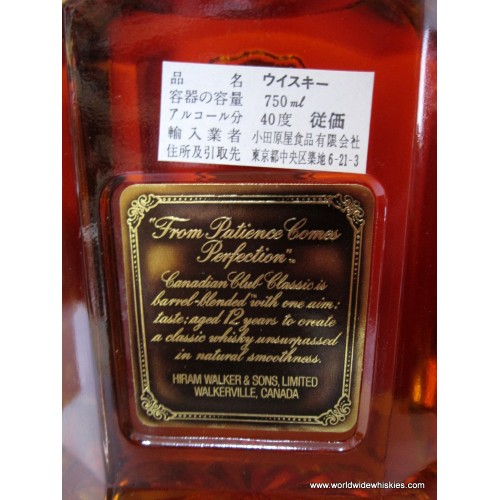 品 名 ウイスキー
容器の容量 750ml
アルコール分 40度 従価
輸入業者 小田原屋食品有限会社
住所及引取先 東京都中央区築地6-21-3
"From Patience Comes
Perfection"™
Canadian Club Classic is
barrel-blended™ with one aim:
taste; aged 12 years to create
a classic whisky unsurpassed
in natural smoothness.
HIRAM WALKER & SONS, LIMITED
WALKERVILLE, CANADA
www.worldwidewhiskies.com